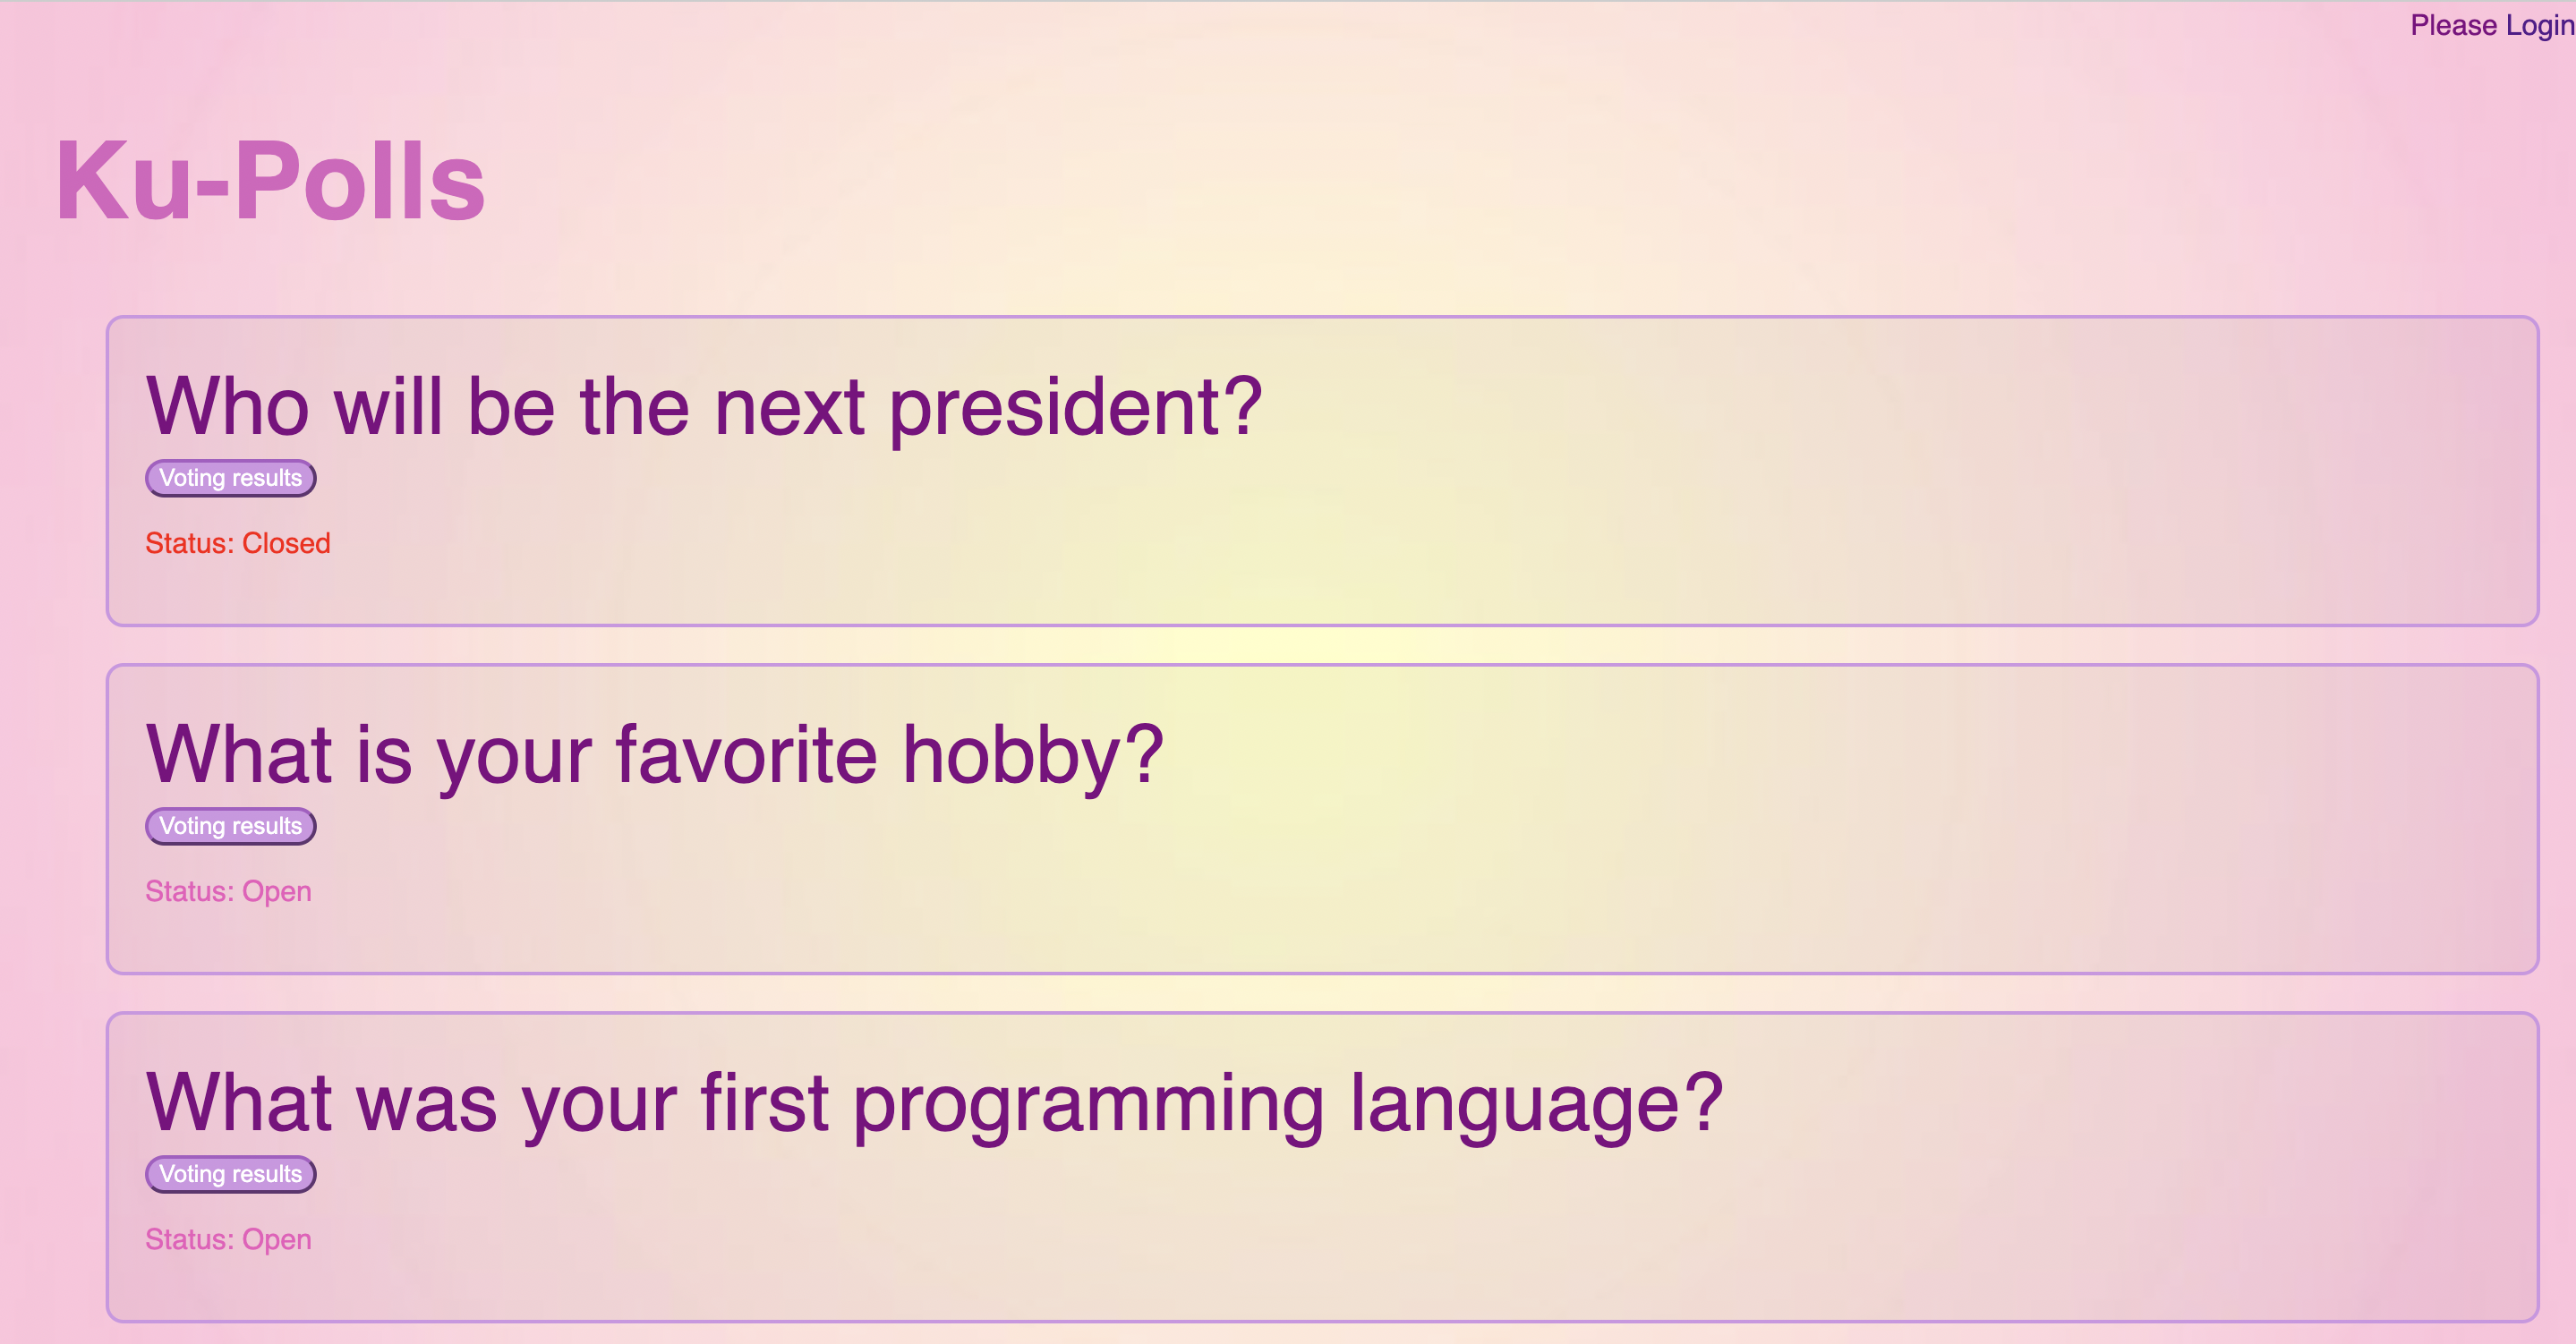 Please Login
Ku-Polls
Who will be the next president?
Voting results
Status: Closed
What is your favorite hobby?
Voting results
Status: Open
What was your first programming language?
Voting results
Status: Open